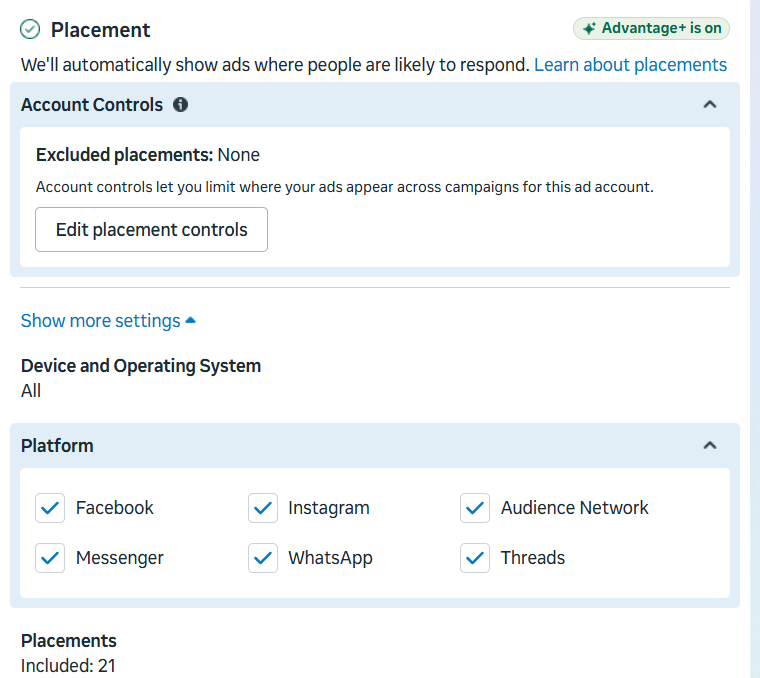 Placement
Advantage+ is on
We'll automatically show ads where people are likely to respond. Learn about placements
Account Controls
Excluded placements: None
Account controls let you limit where your ads appear across campaigns for this ad account.
Edit placement controls
Show more settings
Device and Operating System
All
Platform
Facebook Instagram Audience Network
Messenger WhatsApp Threads
Placements
Included: 21